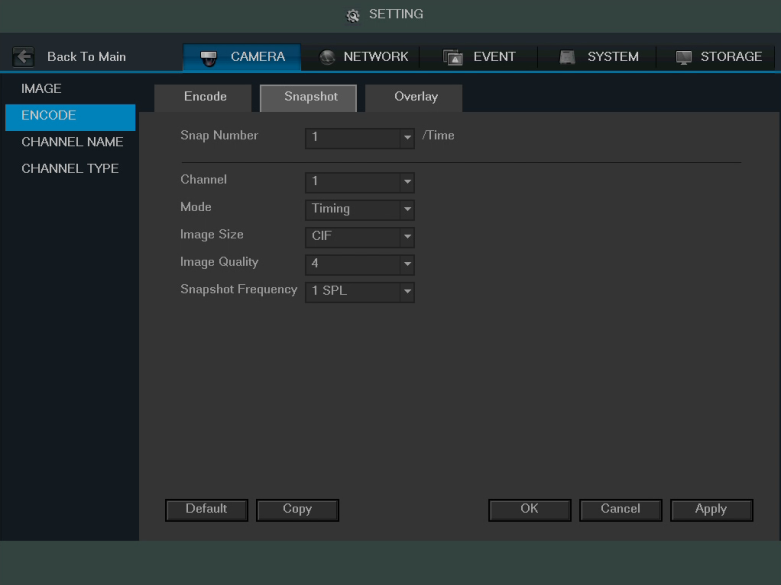 SETTING
Back To Main CAMERA NETWORK EVENT SYSTEM STORAGE
IMAGE
ENCODE
CHANNEL NAME
CHANNEL TYPE
Encode Snapshot Overlay
Snap Number 1 /Time
Channel 1
Mode Timing
Image Size CIF
Image Quality 4
Snapshot Frequency 1 SPL
Default Copy OK Cancel Apply